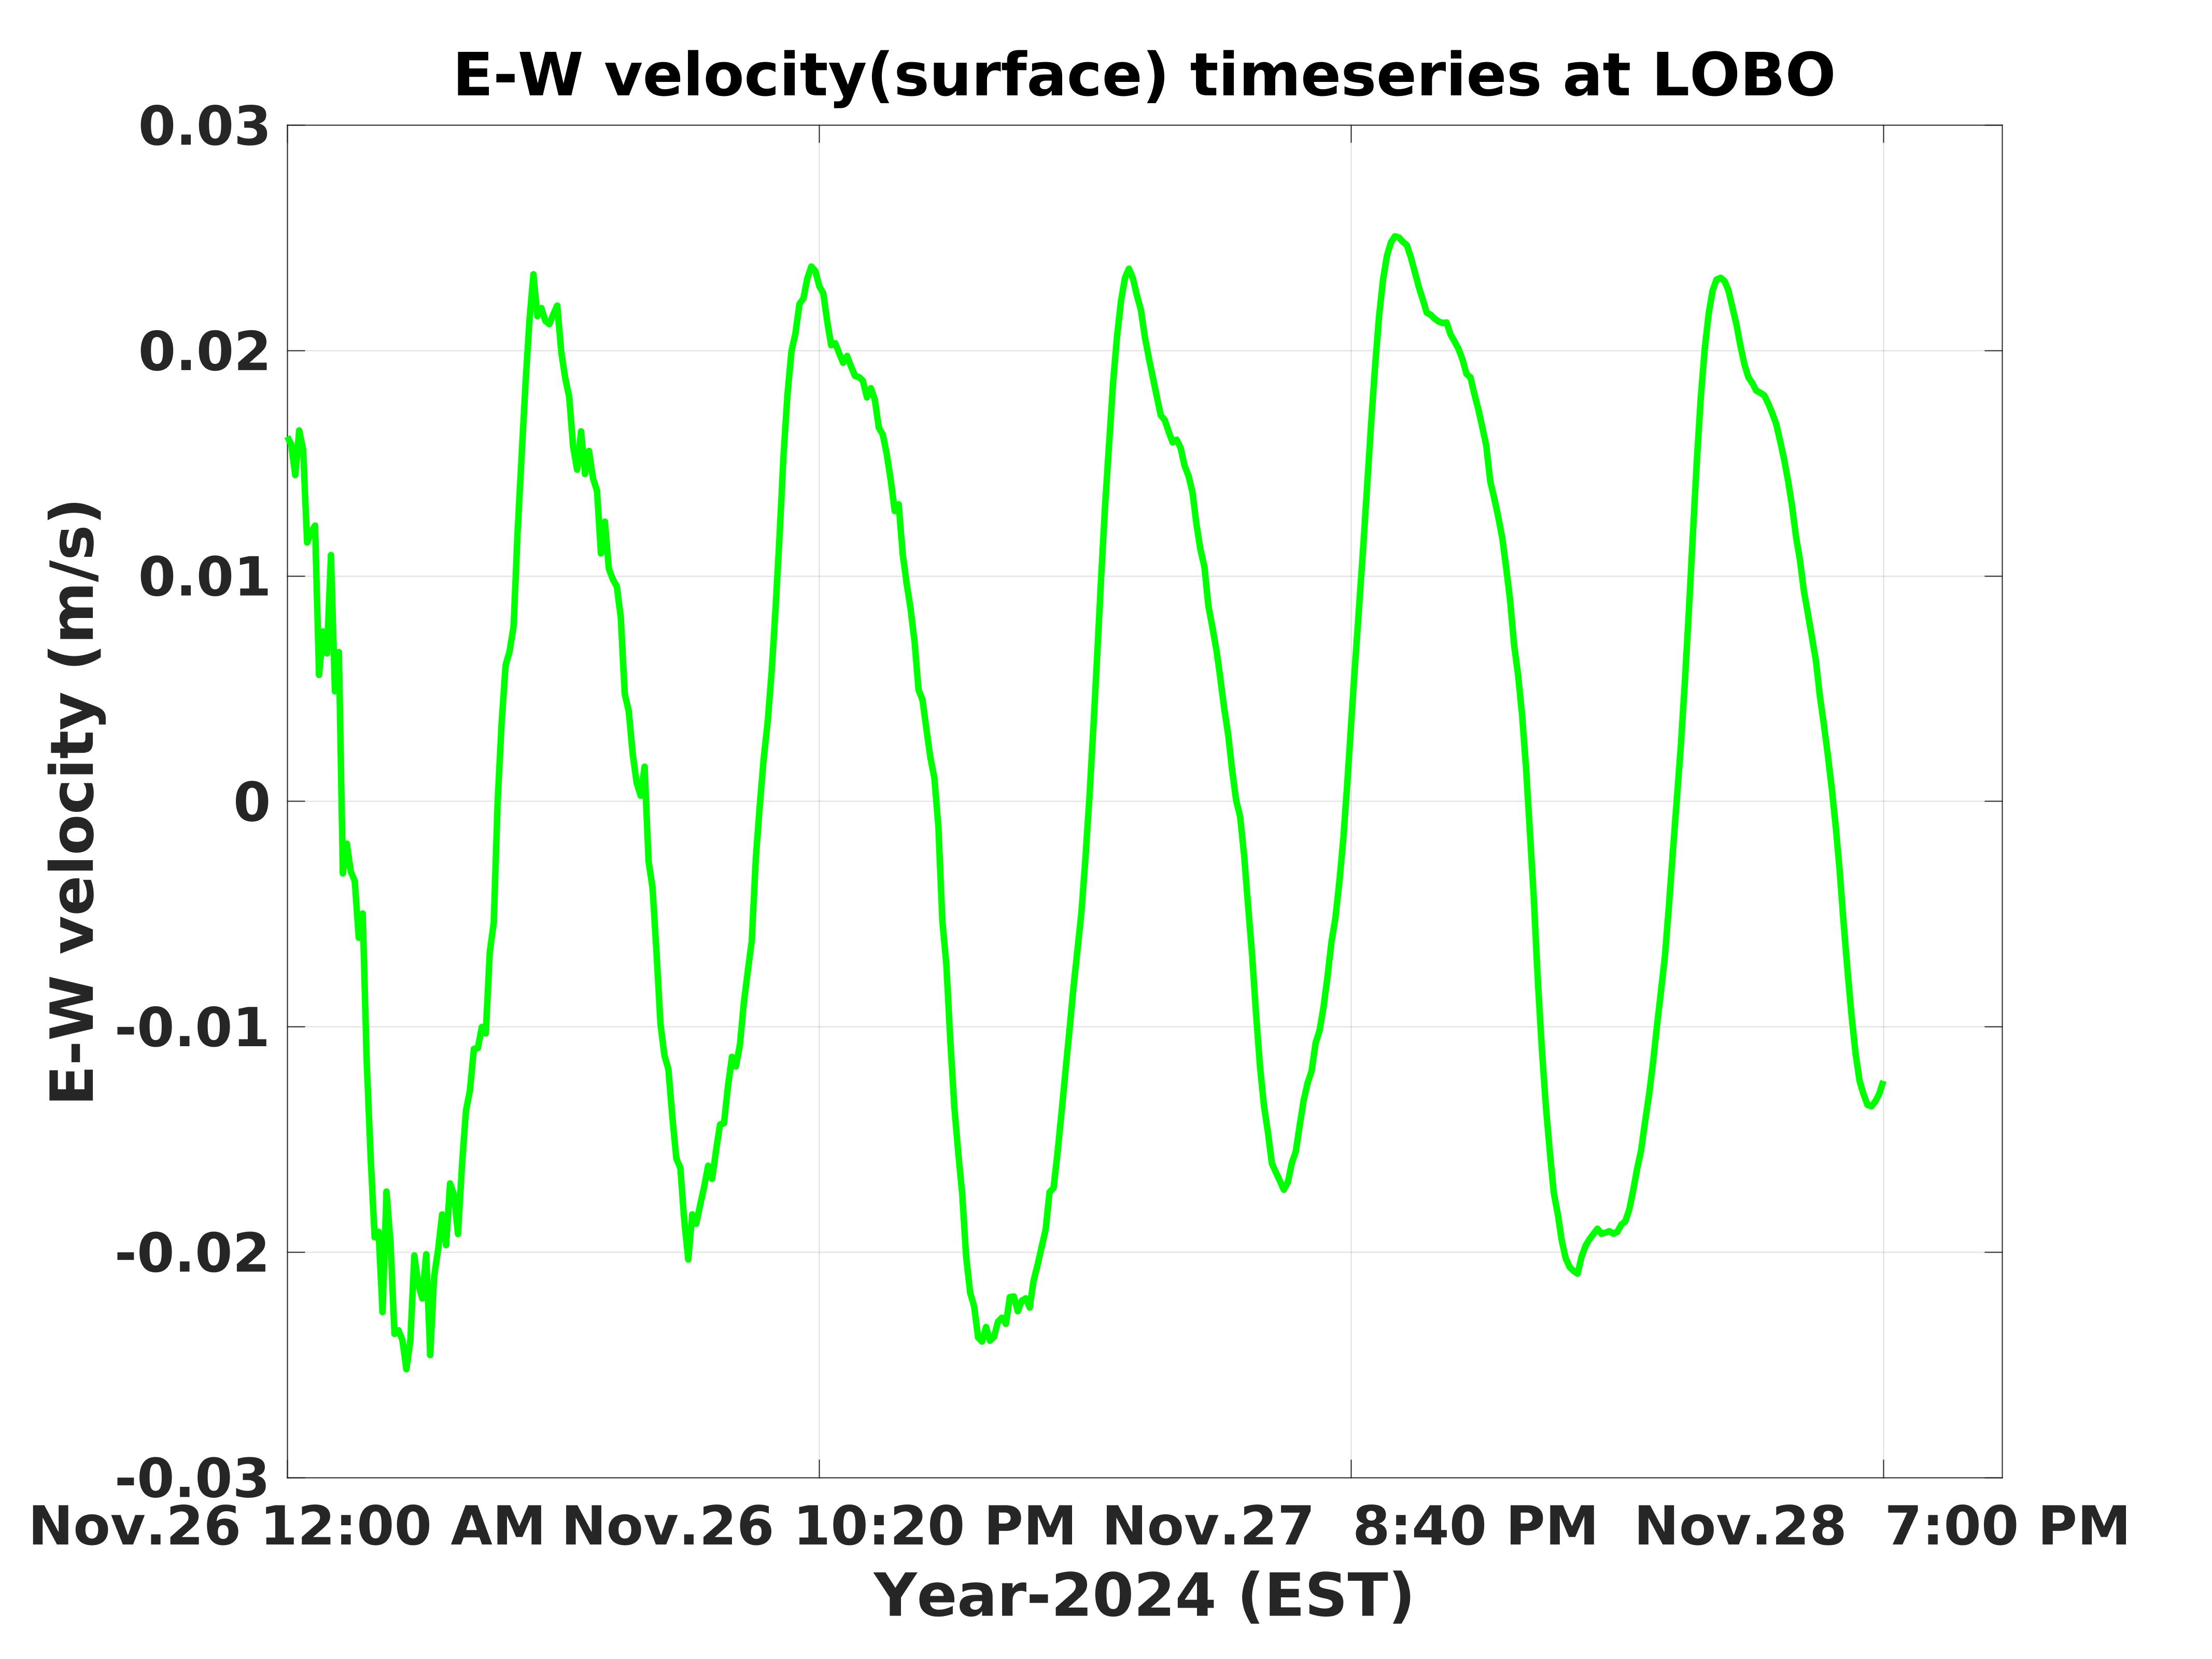 E-W velocity(surface) timeseries at LOBO
0.03
0.02
0.01
0
-0.01
-0.02
-0.03
E-W velocity (m/s)
Nov.26 12:00 AM Nov.26 10:20 PM Nov.27  8:40 PM Nov.28  7:00 PM
Year-2024 (EST)